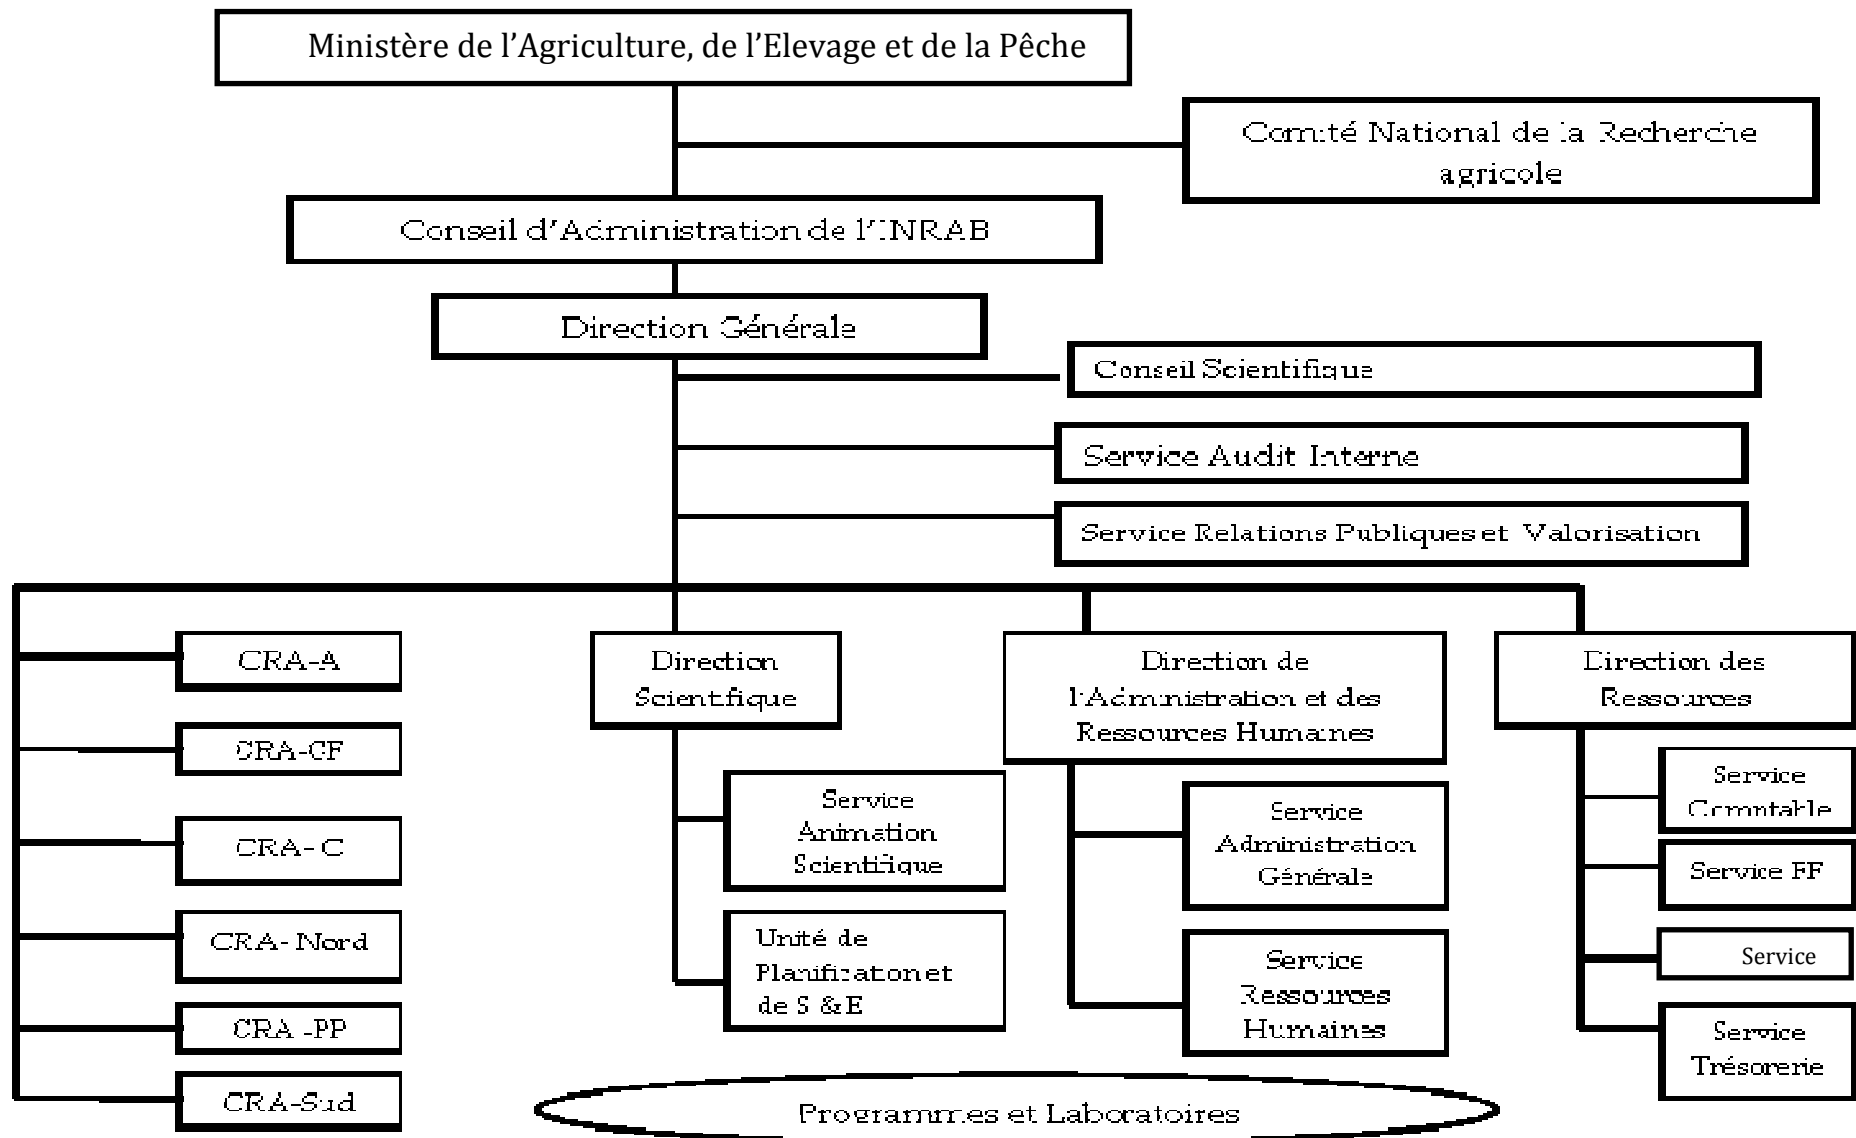 Ministère de l'Agriculture, de l'Elevage et de la Pêche
Comité National de la Recherche
agricole
Conseil d'Administration de l'INRAB
Direction Générale
Conseil Scientifique
Service Audit Interne
Service Relations Publiques et Valorisation
CRA-A
CRA-CF
CRA- C
CRA- Nord
CRA -PP
CRA-Sud
Direction
Scientifique
Service
Animation
Scientifique
Unité de
Planification et
de S & E
Direction de
l'Administration et des
Ressources Humaines
Service
Administration
Générale
Service
Ressources
Humaines
Direction des
Ressources
Service
Comptable
Service
Service
Service
Trésorerie
Programmes et Laboratoires